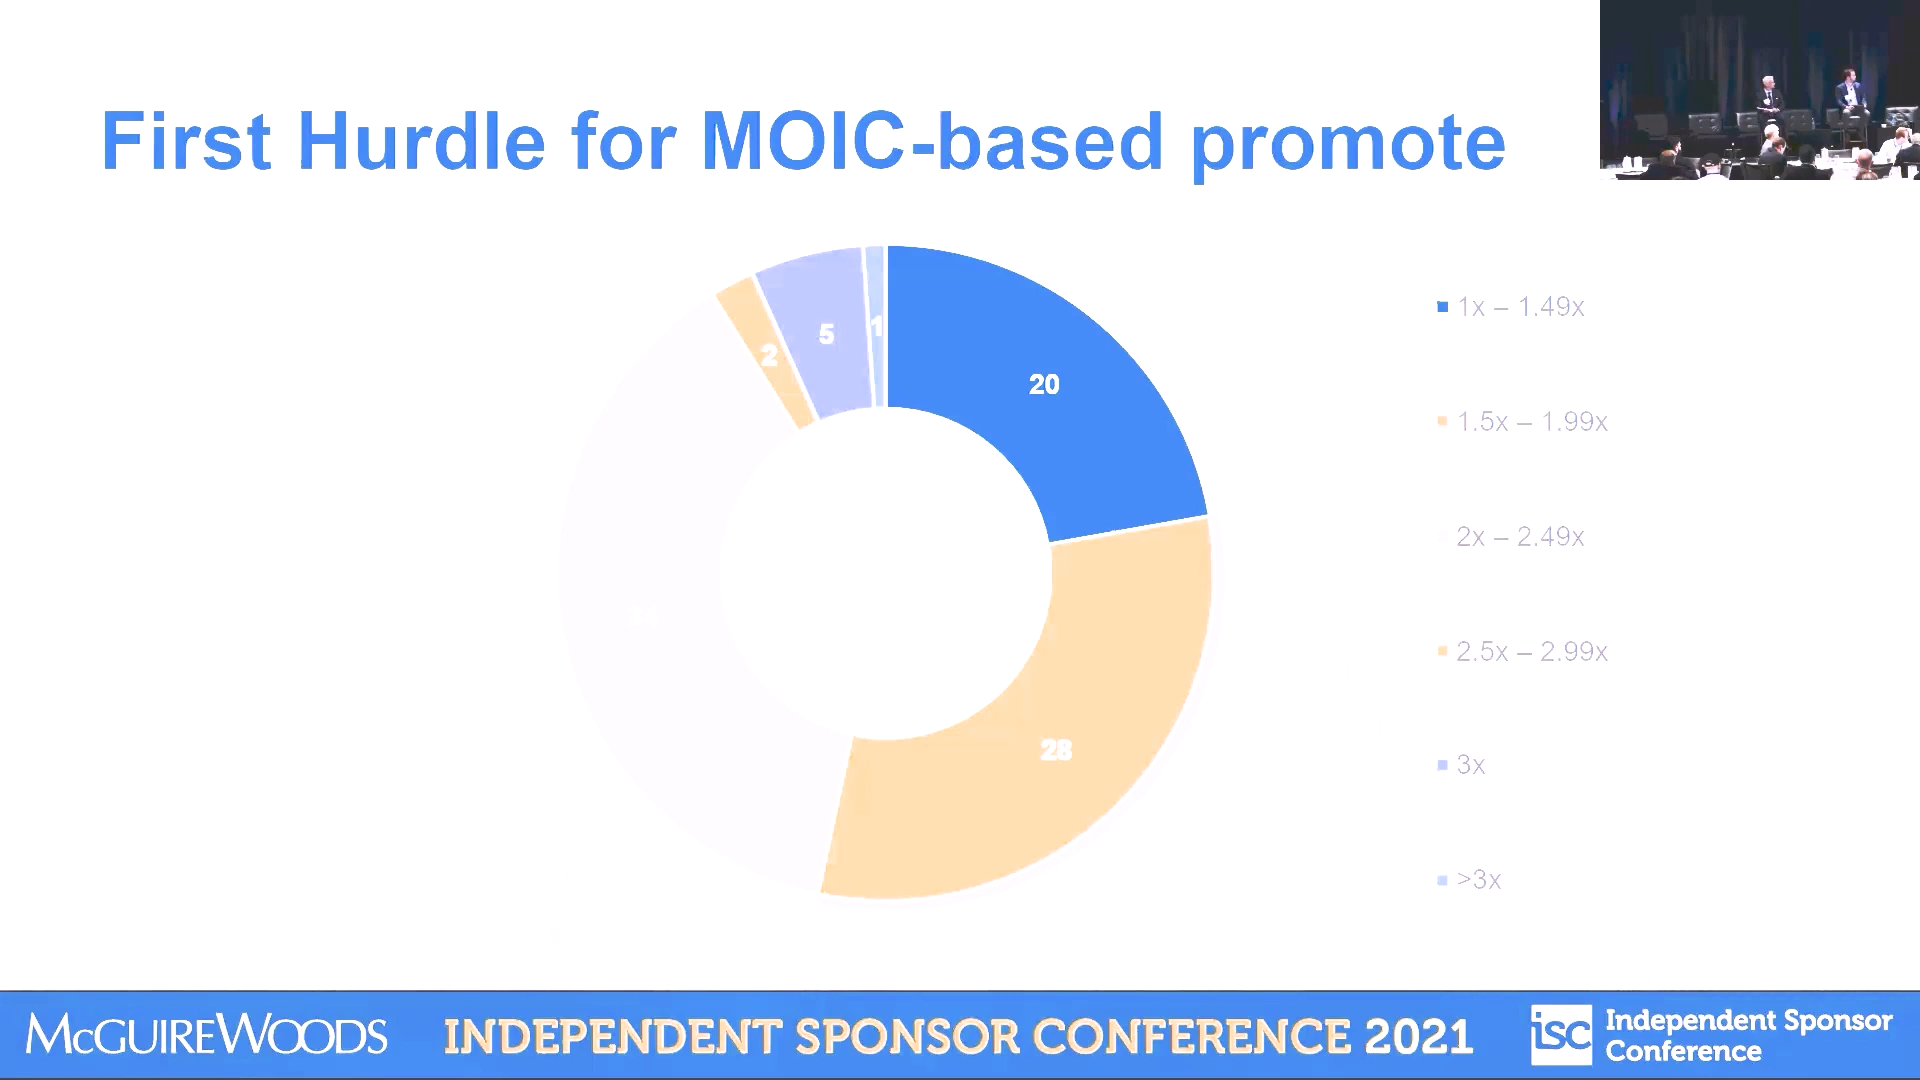 First Hurdle for MOIC-based promote
20
28
2
5
1
1x – 1.49x
1.5x – 1.99x
2x – 2.49x
2.5x – 2.99x
3x
>3x
McGUIREWOODS
INDEPENDENT SPONSOR CONFERENCE 2021
isc
Independent Sponsor
Conference